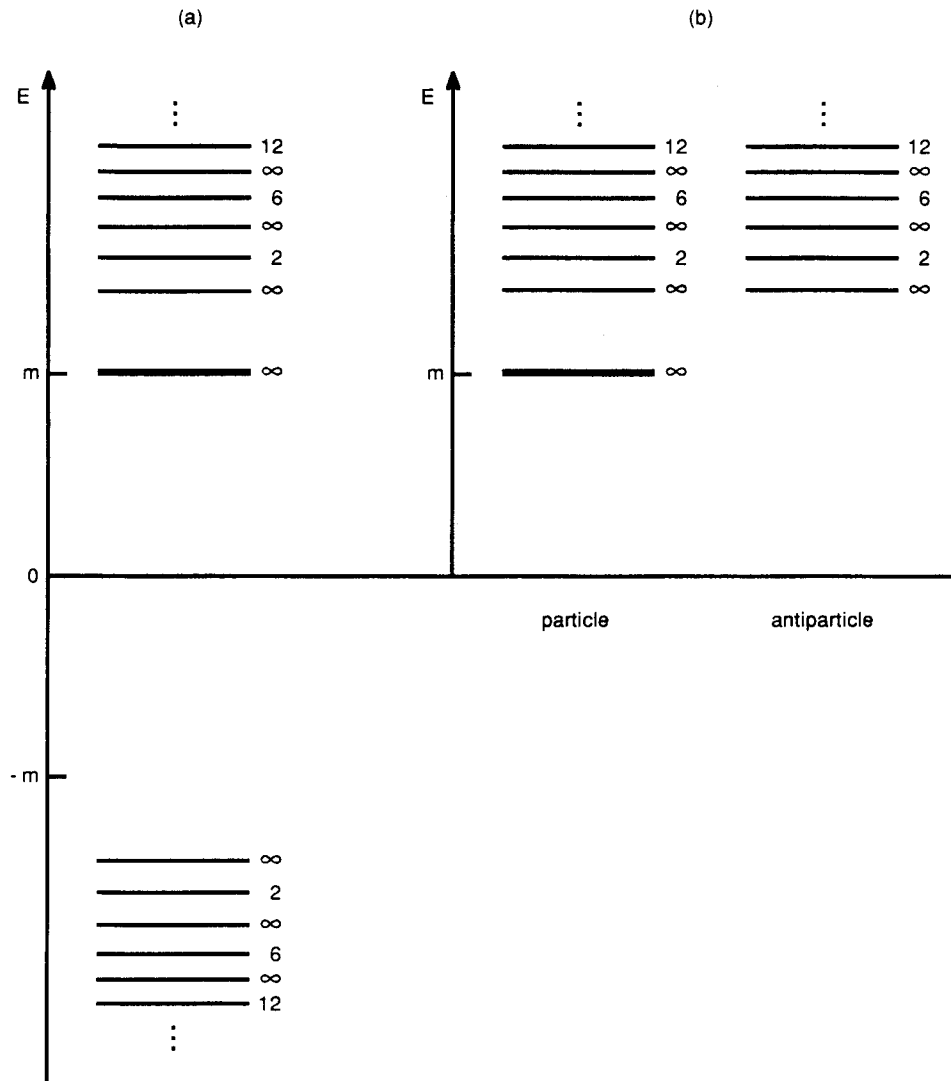 (a) (b)
E E
⋮ ⋮ ⋮
12 12 12
∞ ∞ ∞
6 6 6
∞ ∞ ∞
2 2 2
∞ ∞ ∞
m ∞ m ∞
0
particle antiparticle
- m
∞
2
∞
6
∞
12
⋮